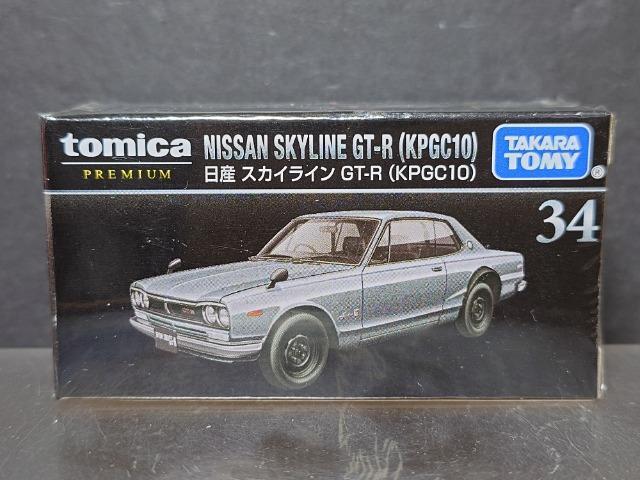 tomica
PREMIUM
NISSAN SKYLINE GT-R (KPGC10)
日産 スカイライン GT-R (KPGC10)
TAKARA
TOMY
®
34